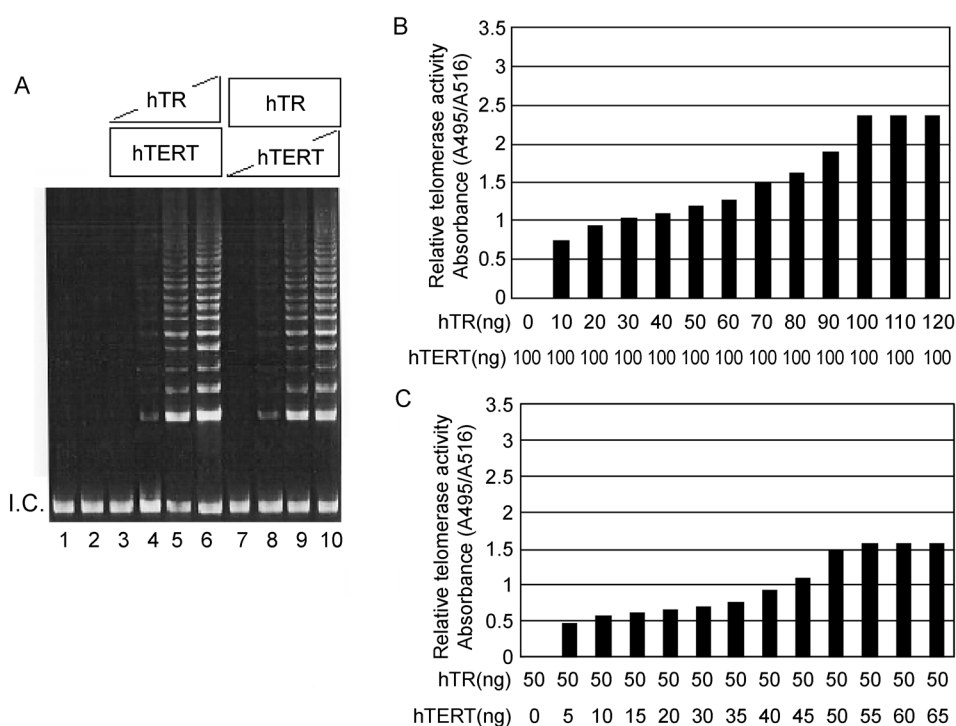 A
hTR hTR
hTERT hTERT
I.C.
1 2 3 4 5 6 7 8 9 10
B
Relative telomerase activity
Absorbance (A495/A516)
3.5
3
2.5
2
1.5
1
0.5
0
hTR(ng) 0 10 20 30 40 50 60 70 80 90 100 110 120
hTERT(ng) 100 100 100 100 100 100 100 100 100 100 100 100 100
C
Relative telomerase activity
Absorbance (A495/A516)
3.5
3
2.5
2
1.5
1
0.5
0
hTR(ng) 50 50 50 50 50 50 50 50 50 50 50 50 50
hTERT(ng) 0 5 10 15 20 30 35 40 45 50 55 60 65